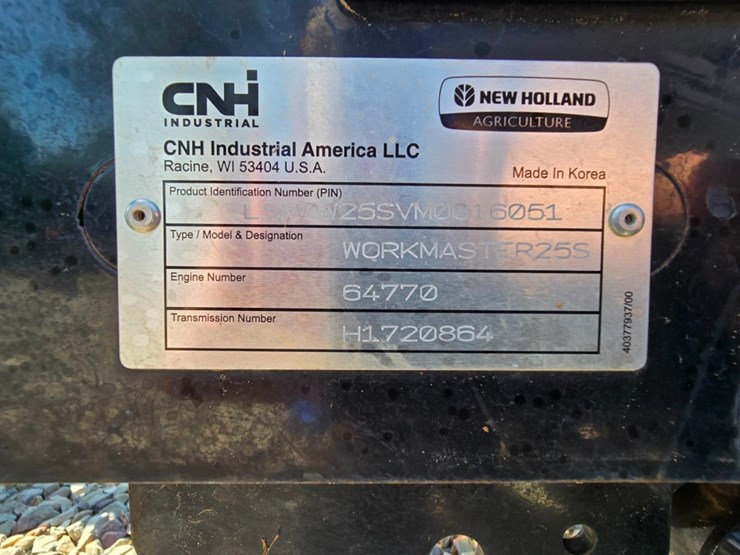 CNH
INDUSTRIAL
NEW HOLLAND
AGRICULTURE
CNH Industrial America LLC
Racine, WI 53404 U.S.A.
Made In Korea
Product Identification Number (PIN)
Type / Model & Designation
WORKMASTER25S
Engine Number
64770
Transmission Number
H1720864
40377937/00